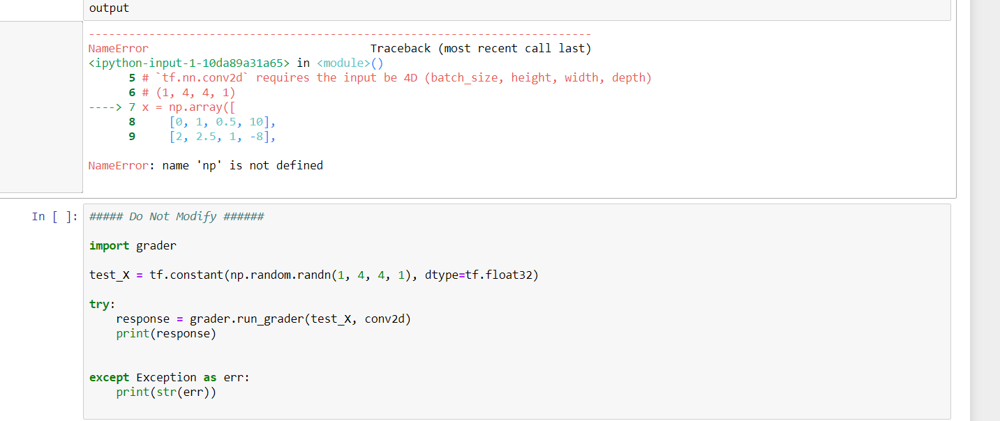 output
---------------------------------------------------------------------------
NameError                                 Traceback (most recent call last)
<ipython-input-1-10da89a31a65> in <module>()
      5 # `tf.nn.conv2d` requires the input be 4D (batch_size, height, width, depth)
      6 # (1, 4, 4, 1)
----> 7 x = np.array([
      8     [0, 1, 0.5, 10],
      9     [2, 2.5, 1, -8],
NameError: name 'np' is not defined
In [ ]: ##### Do Not Modify ######
import grader
test_X = tf.constant(np.random.randn(1, 4, 4, 1), dtype=tf.float32)
try:
    response = grader.run_grader(test_X, conv2d)
    print(response)
except Exception as err:
    print(str(err))